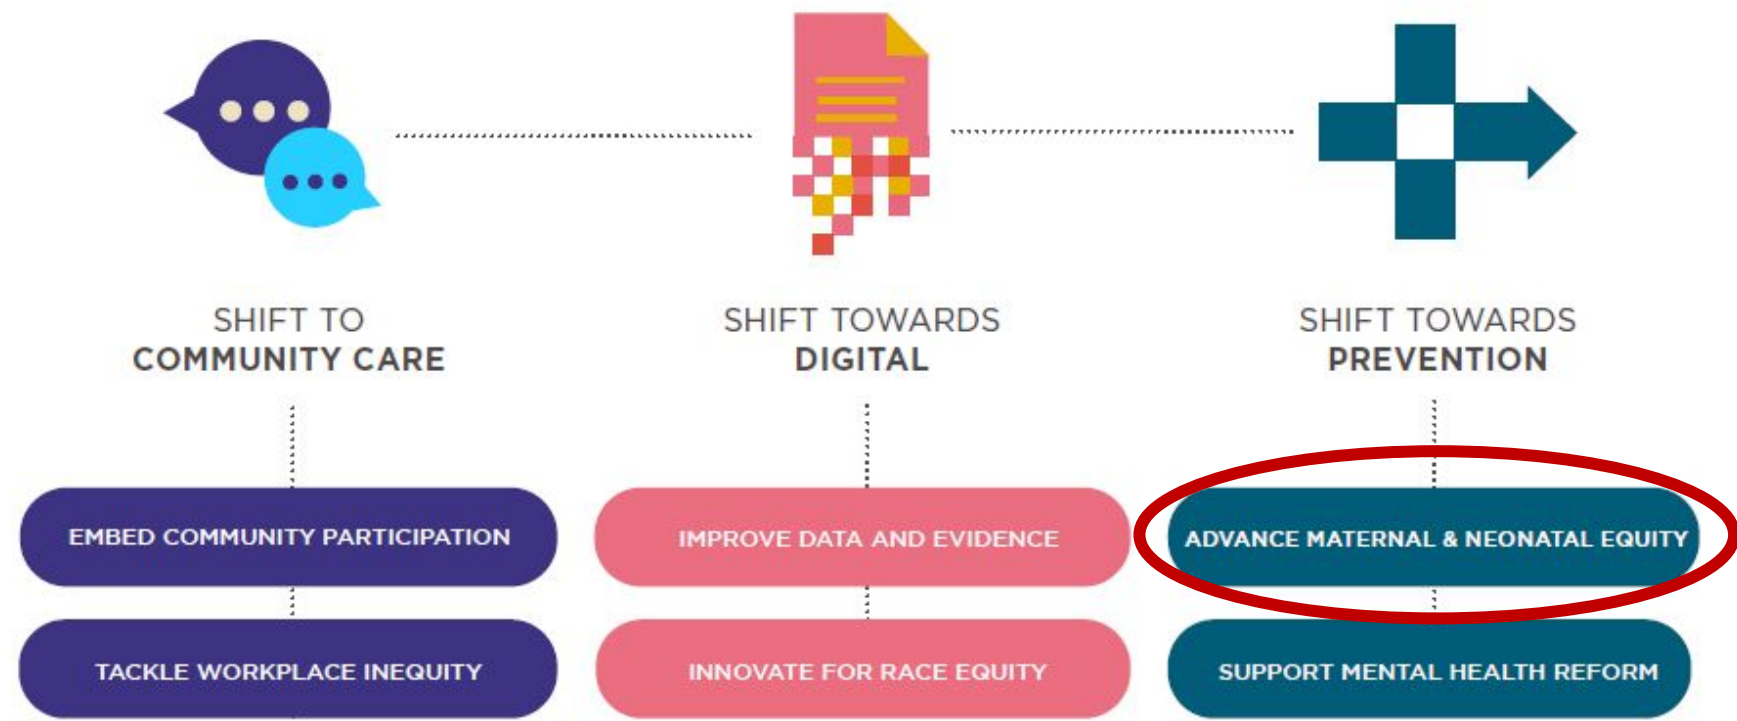 SHIFT TO
COMMUNITY CARE
SHIFT TOWARDS
DIGITAL
SHIFT TOWARDS
PREVENTION
EMBED COMMUNITY PARTICIPATION
IMPROVE DATA AND EVIDENCE
ADVANCE MATERNAL & NEONATAL EQUITY
TACKLE WORKPLACE INEQUITY
INNOVATE FOR RACE EQUITY
SUPPORT MENTAL HEALTH REFORM